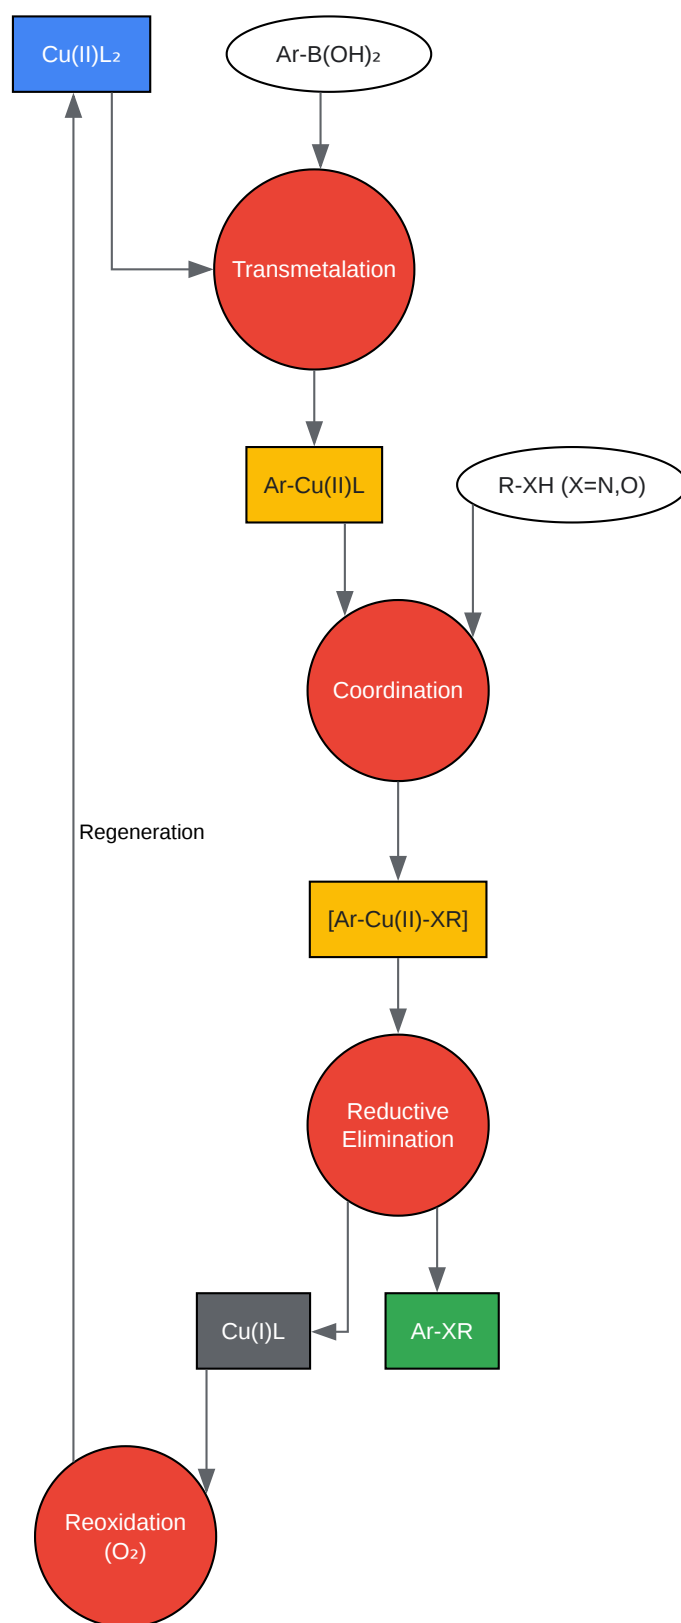 Cu(II)L₂
Ar-B(OH)₂
Transmetalation
Ar-Cu(II)L
R-XH (X=N,O)
Coordination
Regeneration
[Ar-Cu(II)-XR]
Reductive
Elimination
Cu(I)L
Ar-XR
Reoxidation
(O₂)